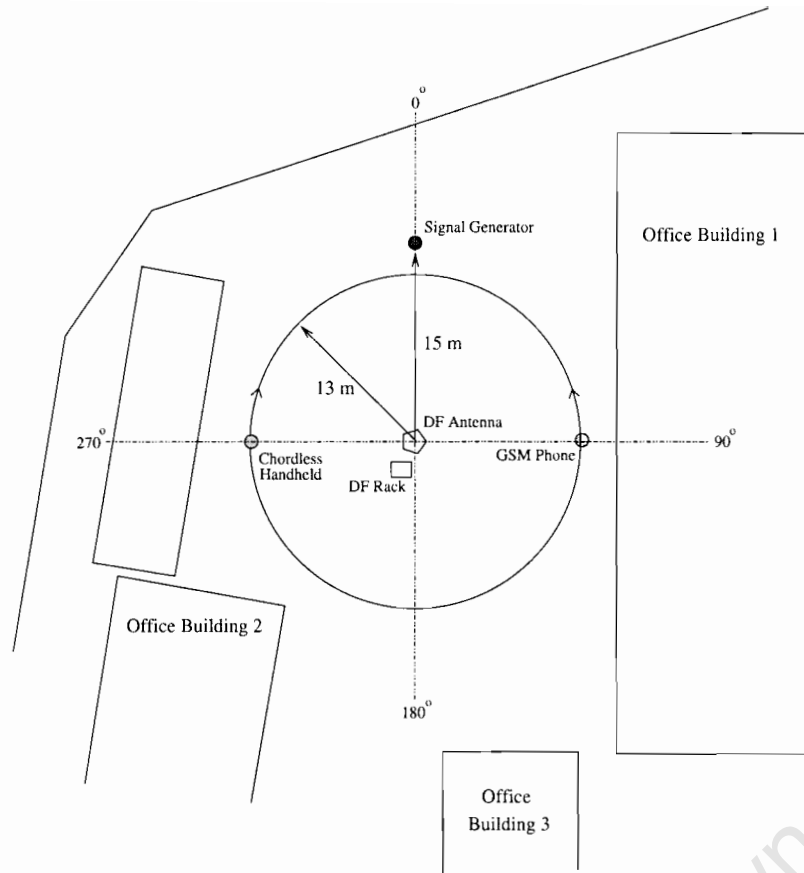 0°
Signal Generator
Office Building 1
15 m
13 m
DF Antenna
270°
90°
Chordless
Handheld
GSM Phone
DF Rack
Office Building 2
180°
Office
Building 3